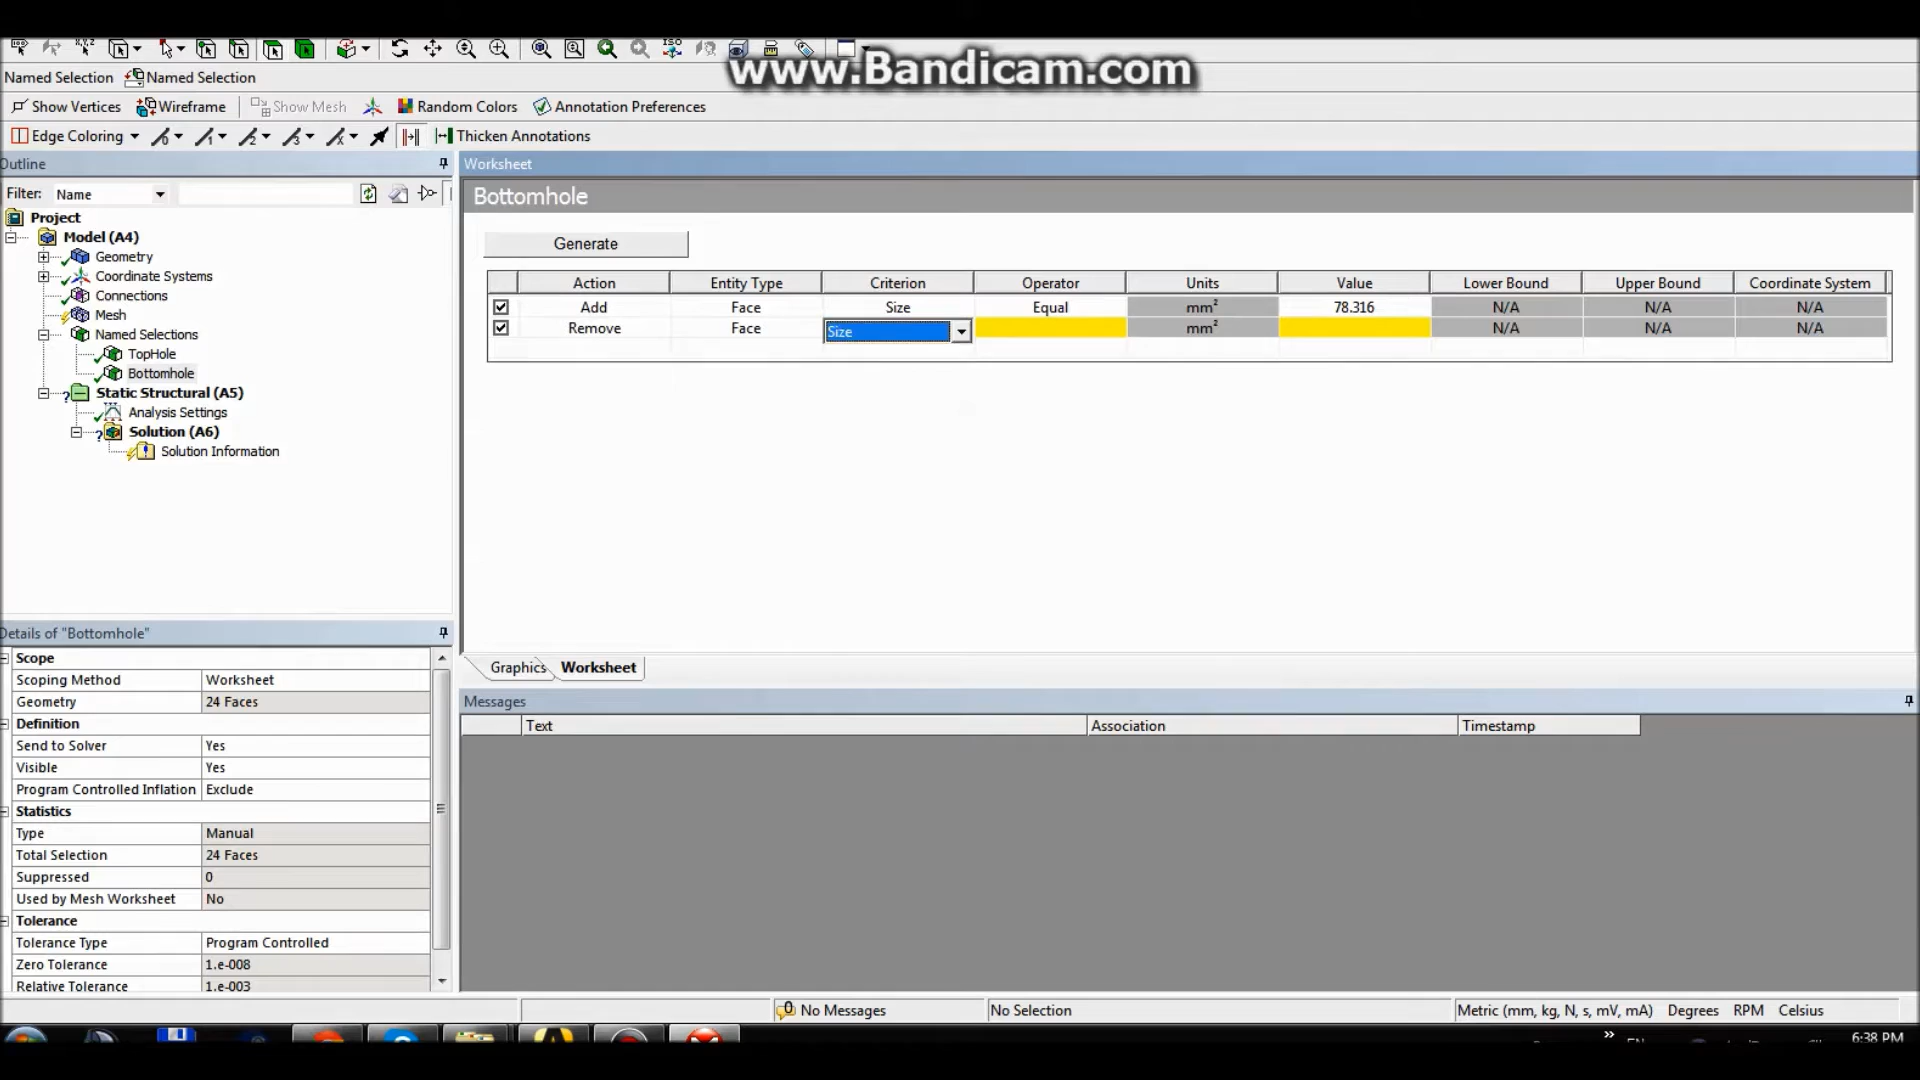 www.Bandicam.com
Named Selection Named Selection
Show Vertices Wireframe Show Mesh Random Colors Annotation Preferences
Edge Coloring Thicken Annotations
Outline
Filter: Name
Project
Model (A4)
Geometry
Coordinate Systems
Connections
Mesh
Named Selections
TopHole
Bottomhole
Static Structural (A5)
Analysis Settings
Solution (A6)
Solution Information
Worksheet
Bottomhole
Generate
Action Entity Type Criterion Operator Units Value Lower Bound Upper Bound Coordinate System
Add Face Size Equal mm² 78.316 N/A N/A N/A
Remove Face Size mm² N/A N/A N/A
Graphics Worksheet
Details of "Bottomhole"
Scope
Scoping Method Worksheet
Geometry 24 Faces
Definition
Send to Solver Yes
Visible Yes
Program Controlled Inflation Exclude
Statistics
Type Manual
Total Selection 24 Faces
Suppressed 0
Used by Mesh Worksheet No
Tolerance
Tolerance Type Program Controlled
Zero Tolerance 1.e-008
Relative Tolerance 1.e-003
Messages
Text Association Timestamp
No Messages No Selection Metric (mm, kg, N, s, mV, mA) Degrees RPM Celsius
6:38 PM